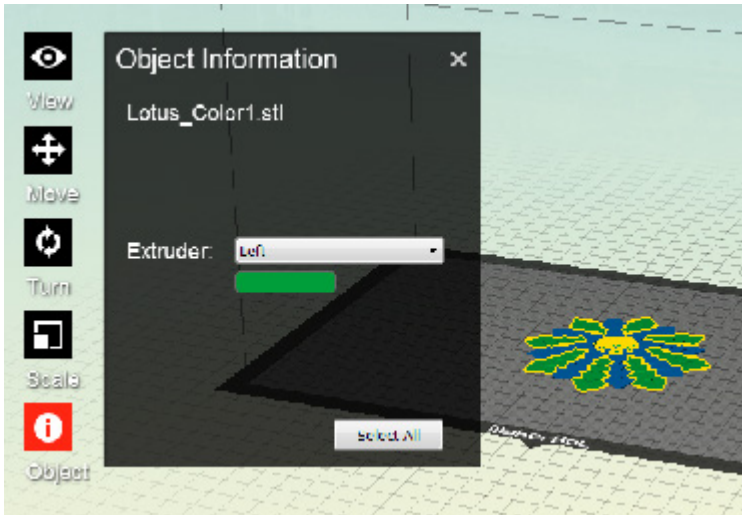 View
Move
Turn
Scale
Object
Object Information
×
Lotus_Color1.stl
Extruder:
Left
Select All